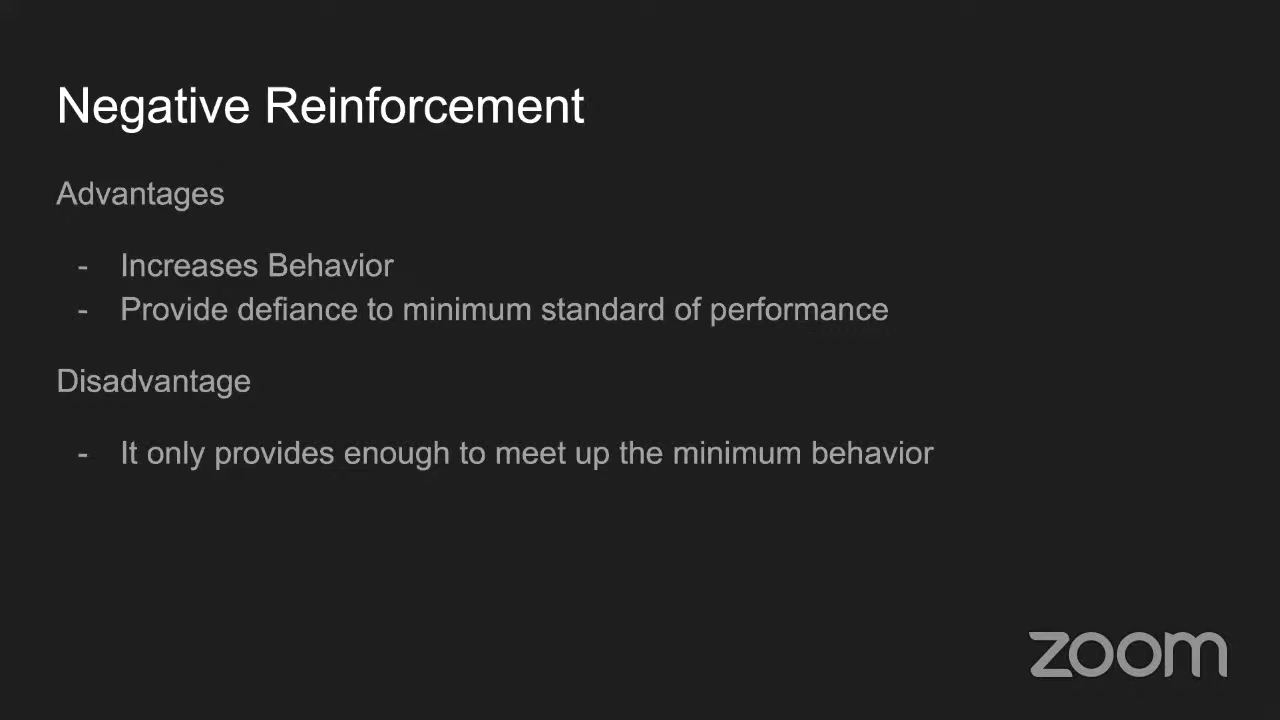 Negative Reinforcement
Advantages
- Increases Behavior
- Provide defiance to minimum standard of performance
Disadvantage
- It only provides enough to meet up the minimum behavior
zoom